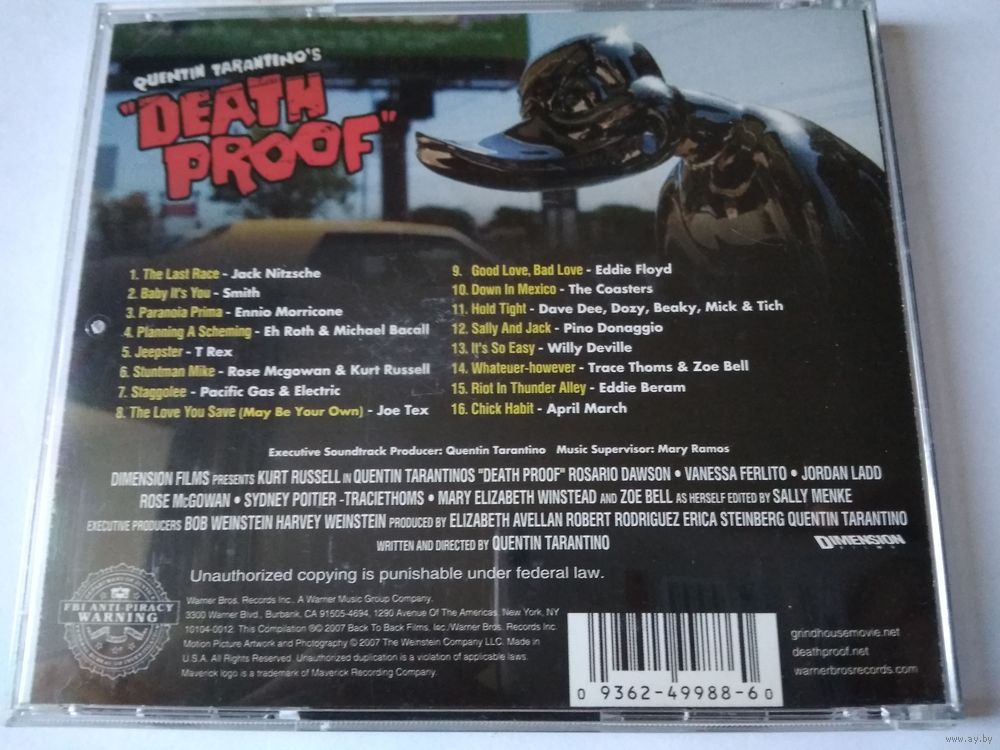 QUENTIN TARANTINO'S
"DEATH
PROOF"
1. The Last Race - Jack Nitzsche
2. Baby It's You - Smith
3. Paranoia Prima - Ennio Morricone
4. Planning A Scheming - Eh Roth & Michael Bacall
5. Jeepster - T Rex
6. Stuntman Mike - Rose Mcgowan & Kurt Russell
7. Staggolee - Pacific Gas & Electric
8. The Love You Save (May Be Your Own) - Joe Tex
9. Good Love, Bad Love - Eddie Floyd
10. Down In Mexico - The Coasters
11. Hold Tight - Dave Dee, Dozy, Beaky, Mick & Tich
12. Sally And Jack - Pino Donaggio
13. It's So Easy - Willy Deville
14. Whateuer-however - Trace Thoms & Zoe Bell
15. Riot In Thunder Alley - Eddie Beram
16. Chick Habit - April March
Executive Soundtrack Producer: Quentin Tarantino Music Supervisor: Mary Ramos
DIMENSION FILMS PRESENTS KURT RUSSELL IN QUENTIN TARANTINOS "DEATH PROOF" ROSARIO DAWSON • VANESSA FERLITO • JORDAN LADD
ROSE McGOWAN • SYDNEY POITIER -TRACIETHOMS • MARY ELIZABETH WINSTEAD AND ZOE BELL AS HERSELF EDITED BY SALLY MENKE
EXECUTIVE PRODUCERS BOB WEINSTEIN HARVEY WEINSTEIN PRODUCED BY ELIZABETH AVELLAN ROBERT RODRIGUEZ ERICA STEINBERG QUENTIN TARANTINO
WRITTEN AND DIRECTED BY QUENTIN TARANTINO
DIMENSION
FILMS
Unauthorized copying is punishable under federal law.
FBI ANTI-PIRACY
WARNING
Warner Bros. Records Inc.. A Warner Music Group Company.
3300 Warner Blvd., Burbank, CA 91505-4694, 1290 Avenue Of The Americas, New York, NY
10104-0012. This Compilation ℗© 2007 Back To Back Films, Inc./Warner Bros. Records Inc.
Motion Picture Artwork and Photography © 2007 The Weinstein Company LLC. Made in
U.S.A. All Rights Reserved. Unauthorized duplication is a violation of applicable laws.
Maverick logo is a trademark of Maverick Recording Company.
0 9362-49988-6 0
grindhousemovie.net
deathproof.net
warnerbrosrecords.com
www.ay.by